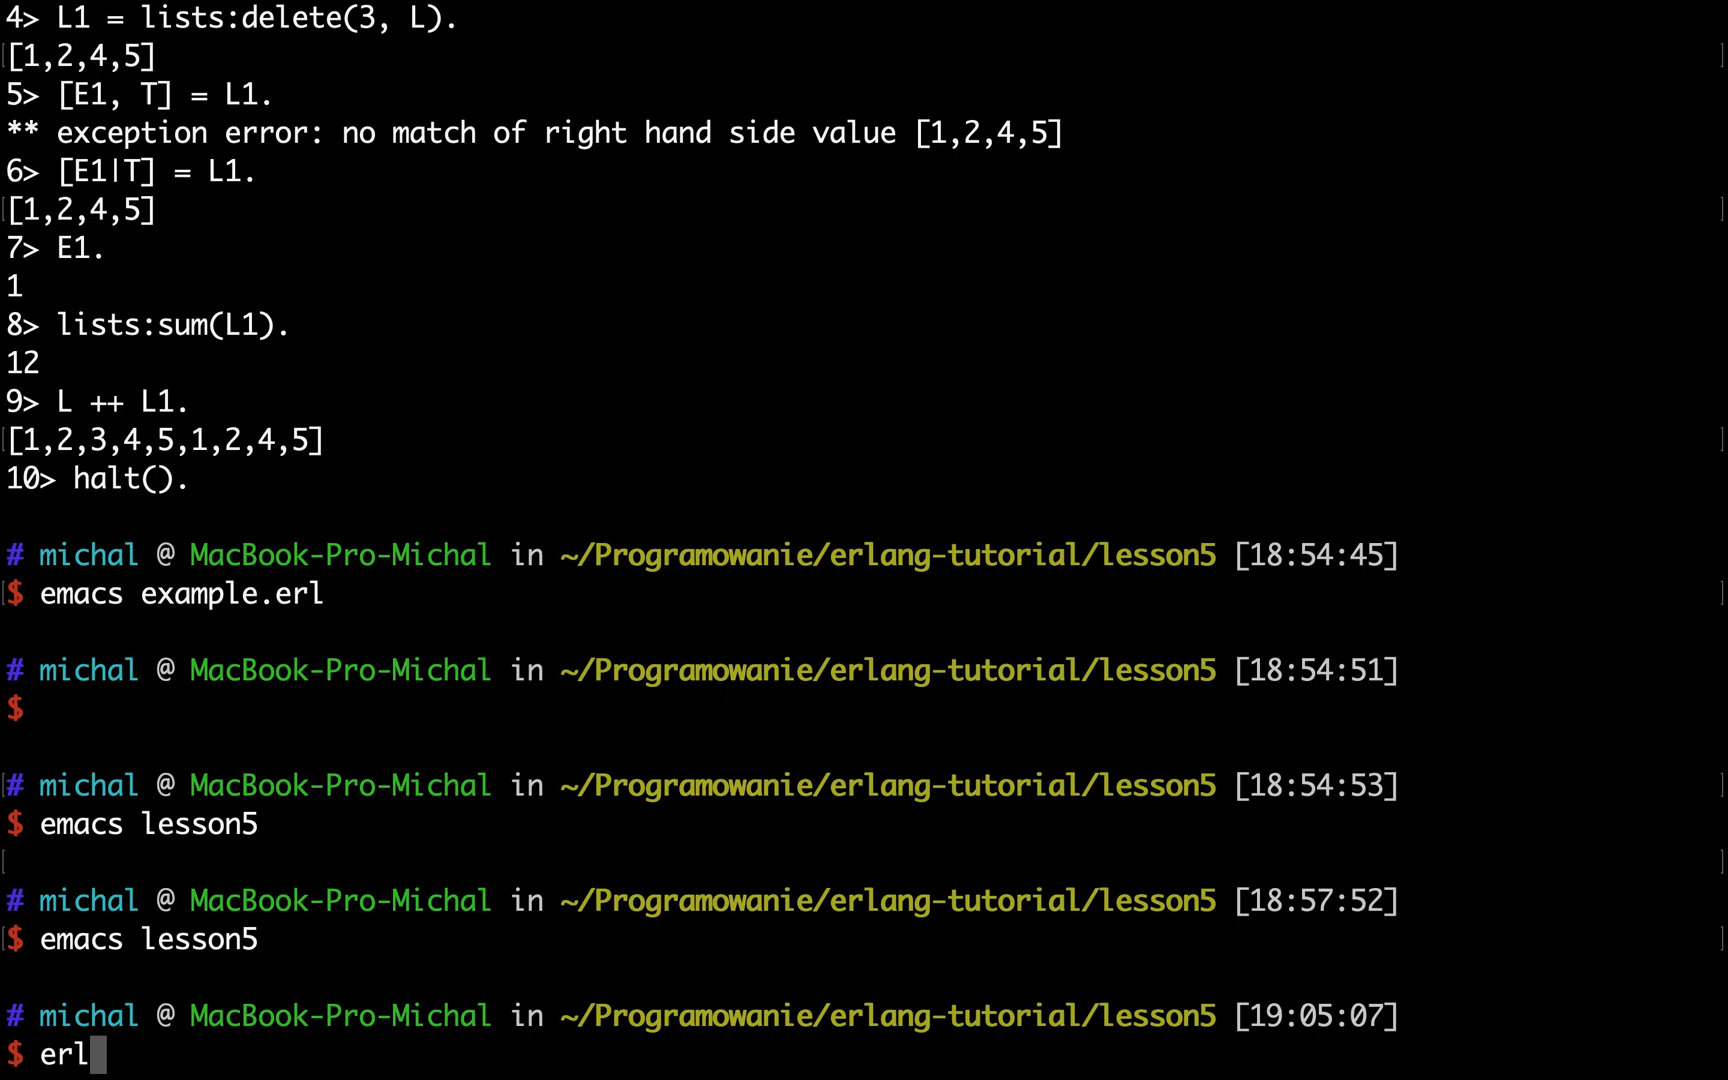 4> L1 = lists:delete(3, L).
[1,2,4,5]
5> [E1, T] = L1.
** exception error: no match of right hand side value [1,2,4,5]
6> [E1|T] = L1.
[1,2,4,5]
7> E1.
1
8> lists:sum(L1).
12
9> L ++ L1.
[1,2,3,4,5,1,2,4,5]
10> halt().
# michal @ MacBook-Pro-Michal in ~/Programowanie/erlang-tutorial/lesson5 [18:54:45]
$ emacs example.erl
# michal @ MacBook-Pro-Michal in ~/Programowanie/erlang-tutorial/lesson5 [18:54:51]
$
# michal @ MacBook-Pro-Michal in ~/Programowanie/erlang-tutorial/lesson5 [18:54:53]
$ emacs lesson5
# michal @ MacBook-Pro-Michal in ~/Programowanie/erlang-tutorial/lesson5 [18:57:52]
$ emacs lesson5
# michal @ MacBook-Pro-Michal in ~/Programowanie/erlang-tutorial/lesson5 [19:05:07]
$ erl